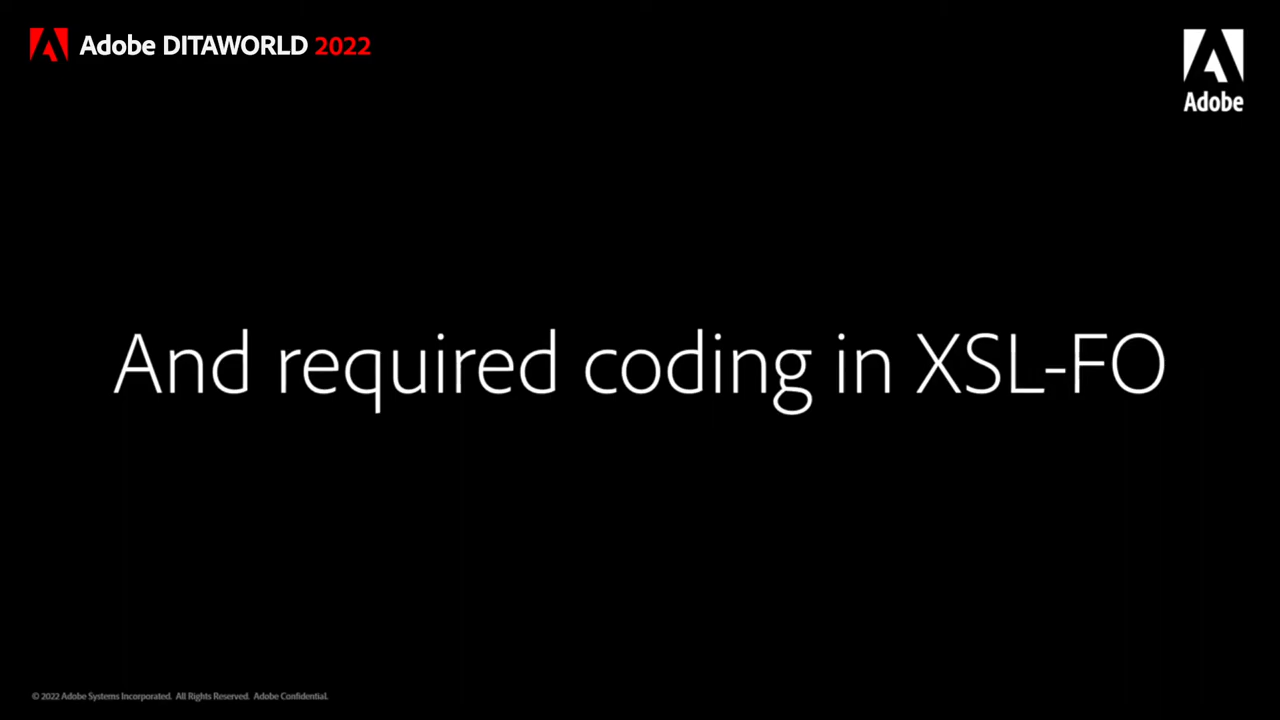 Adobe DITAWORLD 2022
Adobe
And required coding in XSL-FO
© 2022 Adobe Systems Incorporated. All Rights Reserved. Adobe Confidential.